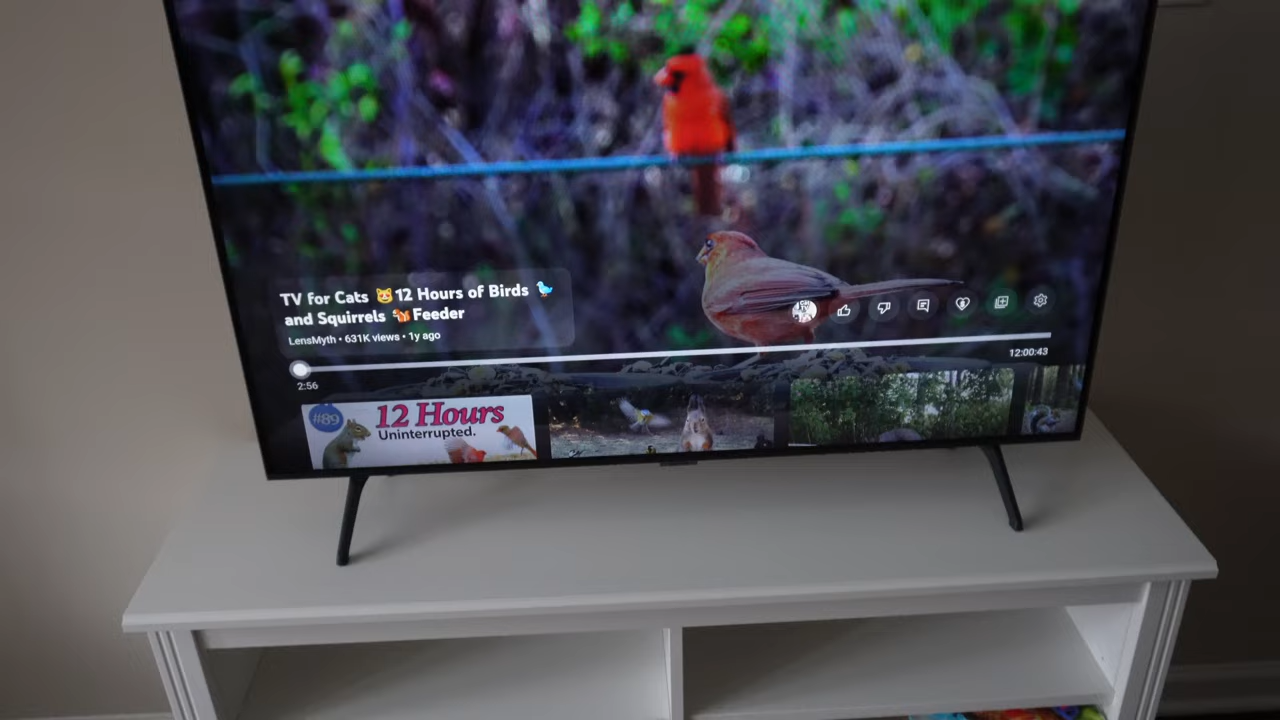 TV for Cats 😺12 Hours of Birds 🐦
and Squirrels 🐿️Feeder
LensMyth • 631K views • 1y ago
2:56
12:00:43
#89
12 Hours
Uninterrupted.